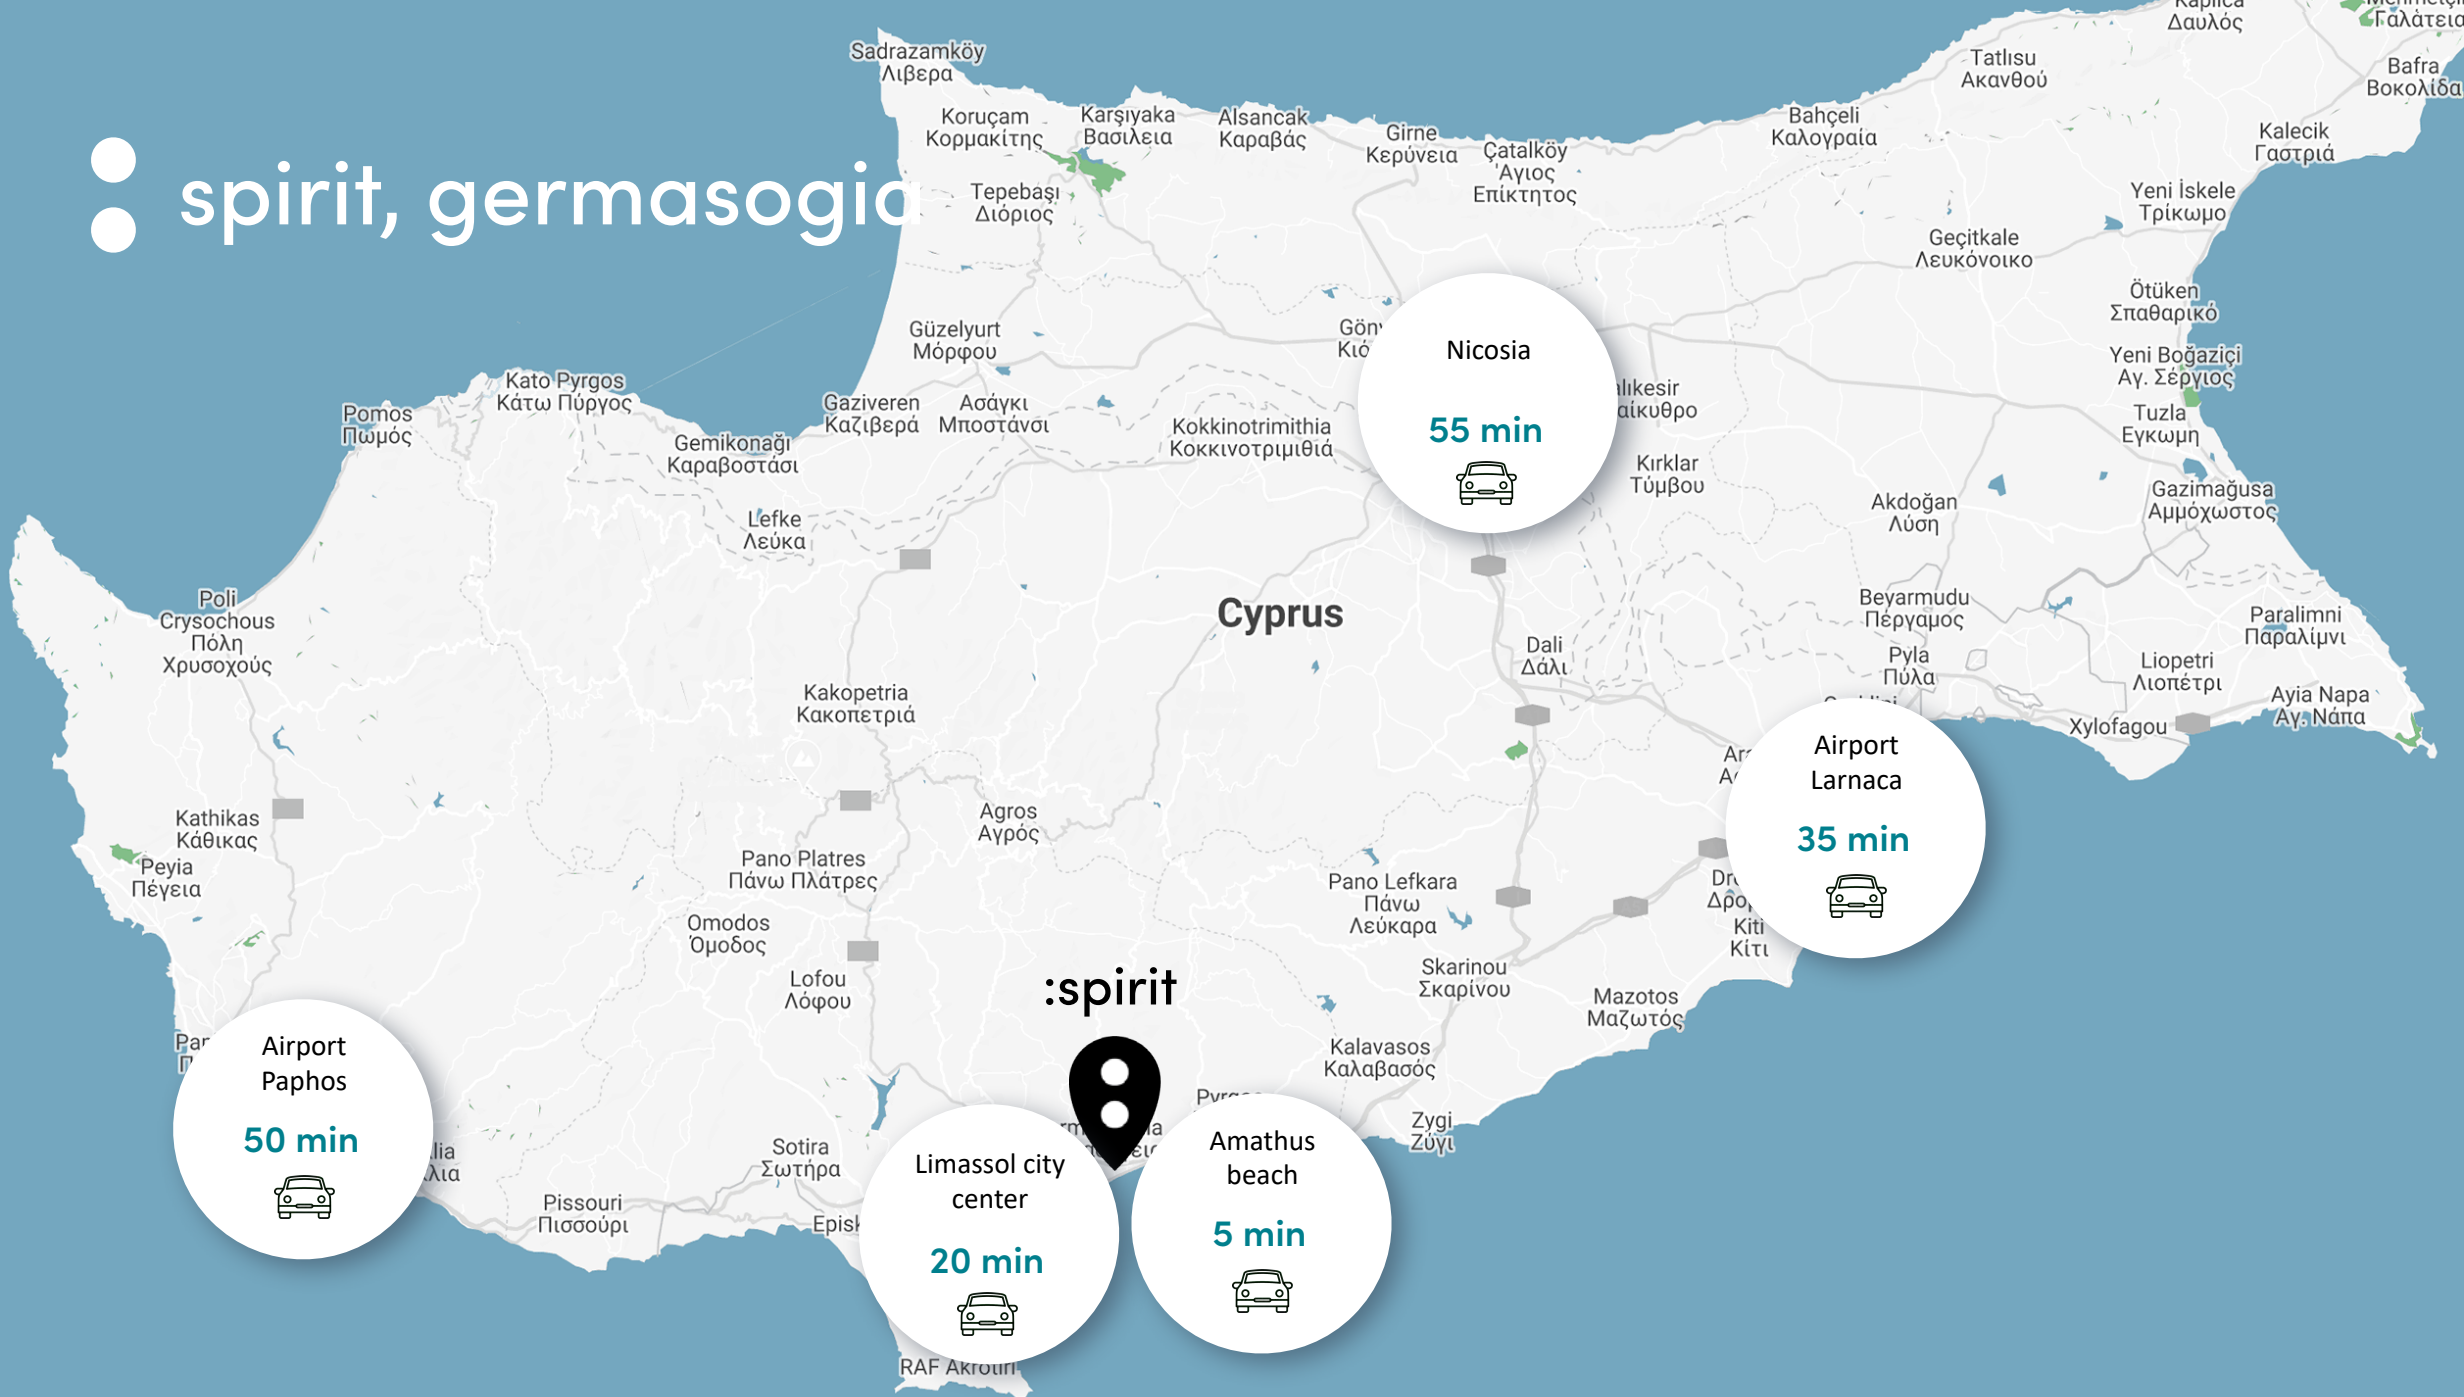 : spirit, germasogia
Sadrazamköy
Λιβερα
Koruçam
Κορμακίτης
Karşıyaka
Βασιλεια
Alsancak
Καραβάς
Girne
Κερύνεια
Çatalköy
Άγιος
Επίκτητος
Bahçeli
Καλογραία
Tatlısu
Ακανθού
Δαυλός
Γαλάτεια
Bafra
Βοκολίδα
Kalecik
Γαστριά
Tepebaşı
Διόριος
Yeni İskele
Τρίκωμο
Geçitkale
Λευκόνοικο
Ötüken
Σπαθαρικό
Güzelyurt
Μόρφου
Nicosia
55 min
Yeni Boğaziçi
Αγ. Σέργιος
Kato Pyrgos
Κάτω Πύργος
Pomos
Πωμός
Gaziveren
Καζιβερά
Ασάγκι
Μποστάνσι
Kokkinotrimithia
Κοκκινοτριμιθιά
Tuzla
Εγκωμη
Gemikonağı
Καραβοστάσι
Kırklar
Τύμβου
Akdoğan
Λύση
Gazimağusa
Αμμόχωστος
Lefke
Λεύκα
Poli
Crysochous
Πόλη
Χρυσοχούς
Cyprus
Beyarmudu
Πέργαμος
Paralimni
Παραλίμνι
Dali
Δάλι
Pyla
Πύλα
Liopetri
Λιοπέτρι
Ayia Napa
Αγ. Νάπα
Xylofagou
Kakopetria
Κακοπετριά
Airport
Larnaca
35 min
Agros
Αγρός
Kathikas
Κάθικας
Peyia
Πέγεια
Pano Platres
Πάνω Πλάτρες
Pano Lefkara
Πάνω
Λεύκαρα
Omodos
Όμοδος
Kiti
Κίτι
Lofou
Λόφου
:spirit
Skarinou
Σκαρίνου
Mazotos
Μαζωτός
Airport
Paphos
50 min
Kalavasos
Καλαβασός
Zygi
Ζύγι
Sotira
Σωτήρα
Limassol city
center
20 min
Amathus
beach
5 min
Pissouri
Πισσούρι
RAF Akrotiri